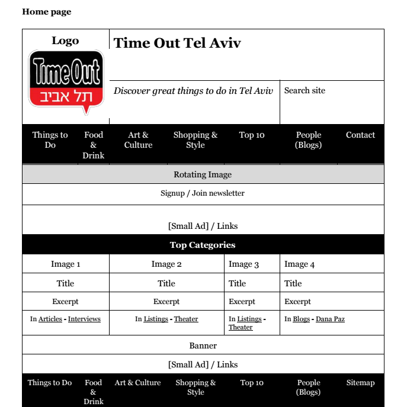 Home page
Logo
Time Out Tel Aviv
TimeOut
תל אביב
Discover great things to do in Tel Aviv
Search site
Things to
Do
Food
&
Drink
Art &
Culture
Shopping &
Style
Top 10
People
(Blogs)
Contact
Rotating Image
Signup / Join newsletter
[Small Ad] / Links
Top Categories
Image 1
Image 2
Image 3
Image 4
Title
Title
Title
Title
Excerpt
Excerpt
Excerpt
Excerpt
In Articles - Interviews
In Listings - Theater
In Listings -
Theater
In Blogs - Dana Paz
Banner
[Small Ad] / Links
Things to Do
Food
&
Drink
Art & Culture
Shopping &
Style
Top 10
People
(Blogs)
Sitemap